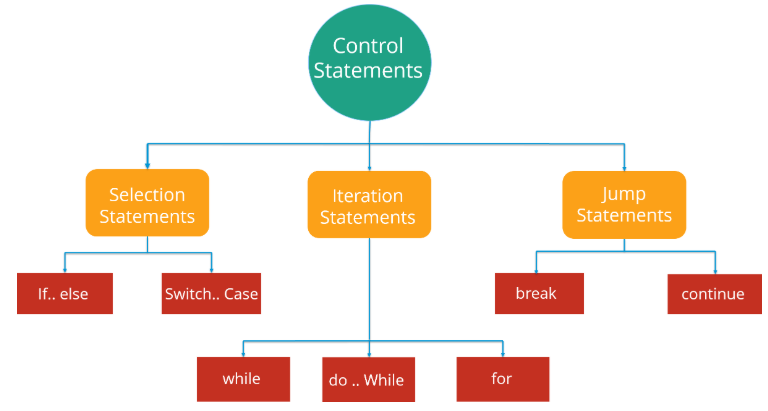 Control
Statements
Selection
Statements
Iteration
Statements
Jump
Statements
If.. else
Switch.. Case
break
continue
while
do .. While
for